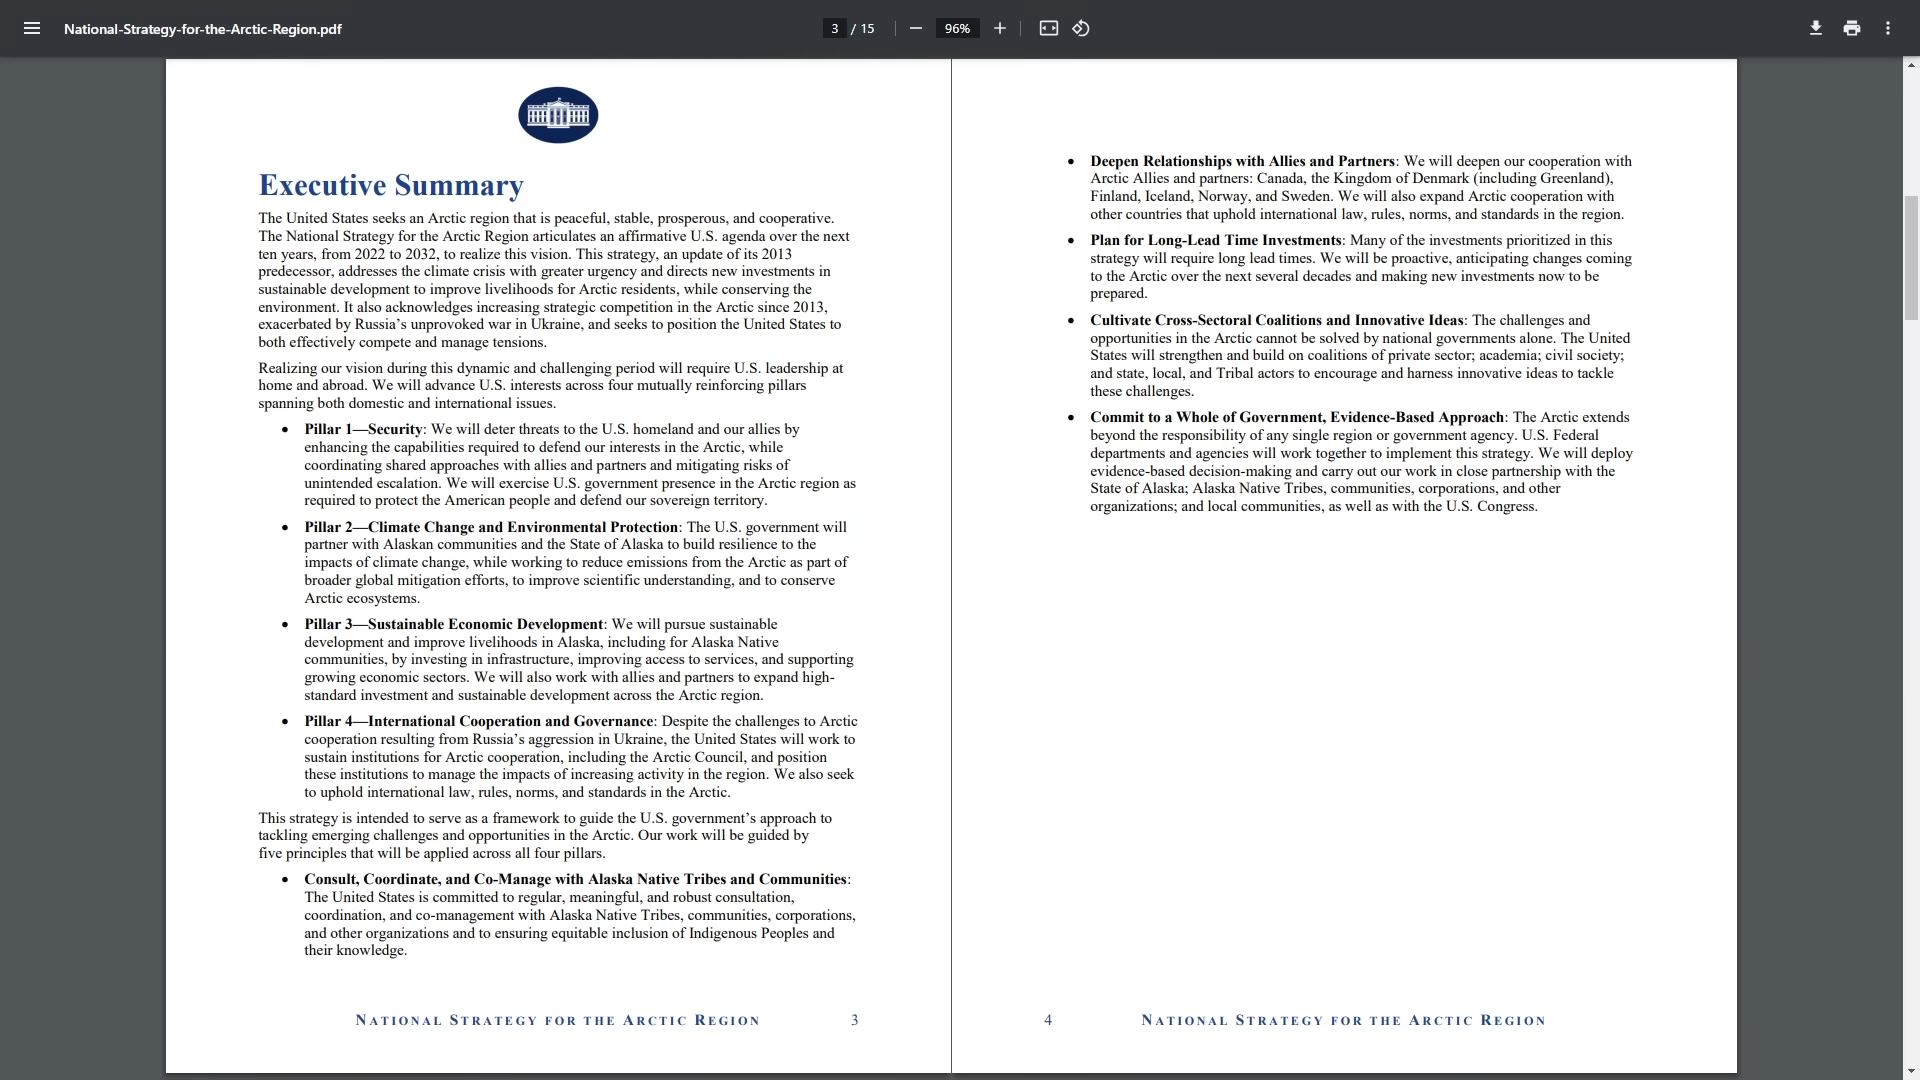 National-Strategy-for-the-Arctic-Region.pdf
3 / 15
96%
Executive Summary
The United States seeks an Arctic region that is peaceful, stable, prosperous, and cooperative.
The National Strategy for the Arctic Region articulates an affirmative U.S. agenda over the next
ten years, from 2022 to 2032, to realize this vision. This strategy, an update of its 2013
predecessor, addresses the climate crisis with greater urgency and directs new investments in
sustainable development to improve livelihoods for Arctic residents, while conserving the
environment. It also acknowledges increasing strategic competition in the Arctic since 2013,
exacerbated by Russia’s unprovoked war in Ukraine, and seeks to position the United States to
both effectively compete and manage tensions.
Realizing our vision during this dynamic and challenging period will require U.S. leadership at
home and abroad. We will advance U.S. interests across four mutually reinforcing pillars
spanning both domestic and international issues.
• Pillar 1—Security: We will deter threats to the U.S. homeland and our allies by
enhancing the capabilities required to defend our interests in the Arctic, while
coordinating shared approaches with allies and partners and mitigating risks of
unintended escalation. We will exercise U.S. government presence in the Arctic region as
required to protect the American people and defend our sovereign territory.
• Pillar 2—Climate Change and Environmental Protection: The U.S. government will
partner with Alaskan communities and the State of Alaska to build resilience to the
impacts of climate change, while working to reduce emissions from the Arctic as part of
broader global mitigation efforts, to improve scientific understanding, and to conserve
Arctic ecosystems.
• Pillar 3—Sustainable Economic Development: We will pursue sustainable
development and improve livelihoods in Alaska, including for Alaska Native
communities, by investing in infrastructure, improving access to services, and supporting
growing economic sectors. We will also work with allies and partners to expand high-
standard investment and sustainable development across the Arctic region.
• Pillar 4—International Cooperation and Governance: Despite the challenges to Arctic
cooperation resulting from Russia’s aggression in Ukraine, the United States will work to
sustain institutions for Arctic cooperation, including the Arctic Council, and position
these institutions to manage the impacts of increasing activity in the region. We also seek
to uphold international law, rules, norms, and standards in the Arctic.
This strategy is intended to serve as a framework to guide the U.S. government’s approach to
tackling emerging challenges and opportunities in the Arctic. Our work will be guided by
five principles that will be applied across all four pillars.
• Consult, Coordinate, and Co-Manage with Alaska Native Tribes and Communities:
The United States is committed to regular, meaningful, and robust consultation,
coordination, and co-management with Alaska Native Tribes, communities, corporations,
and other organizations and to ensuring equitable inclusion of Indigenous Peoples and
their knowledge.
NATIONAL STRATEGY FOR THE ARCTIC REGION 3
• Deepen Relationships with Allies and Partners: We will deepen our cooperation with
Arctic Allies and partners: Canada, the Kingdom of Denmark (including Greenland),
Finland, Iceland, Norway, and Sweden. We will also expand Arctic cooperation with
other countries that uphold international law, rules, norms, and standards in the region.
• Plan for Long-Lead Time Investments: Many of the investments prioritized in this
strategy will require long lead times. We will be proactive, anticipating changes coming
to the Arctic over the next several decades and making new investments now to be
prepared.
• Cultivate Cross-Sectoral Coalitions and Innovative Ideas: The challenges and
opportunities in the Arctic cannot be solved by national governments alone. The United
States will strengthen and build on coalitions of private sector; academia; civil society;
and state, local, and Tribal actors to encourage and harness innovative ideas to tackle
these challenges.
• Commit to a Whole of Government, Evidence-Based Approach: The Arctic extends
beyond the responsibility of any single region or government agency. U.S. Federal
departments and agencies will work together to implement this strategy. We will deploy
evidence-based decision-making and carry out our work in close partnership with the
State of Alaska; Alaska Native Tribes, communities, corporations, and other
organizations; and local communities, as well as with the U.S. Congress.
4 NATIONAL STRATEGY FOR THE ARCTIC REGION